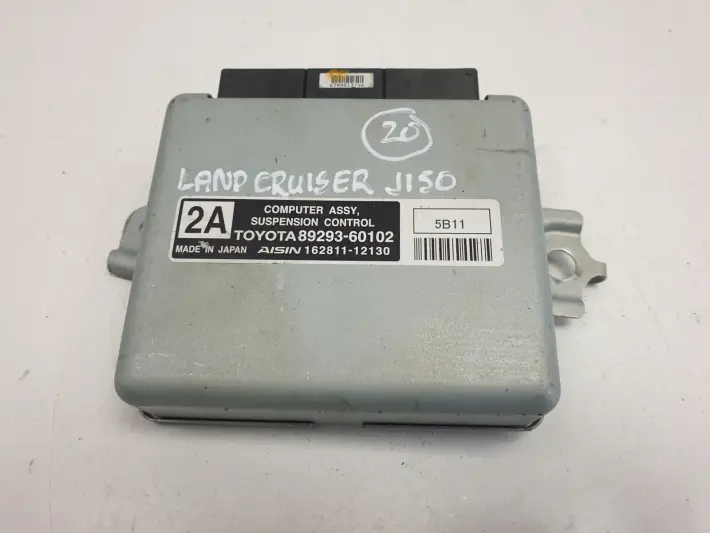 20
LAND CRUISER J150
2A
COMPUTER ASSY,
SUSPENSION CONTROL
TOYOTA 89293-60102
MADE IN JAPAN AISIN 162811-12130
5B11